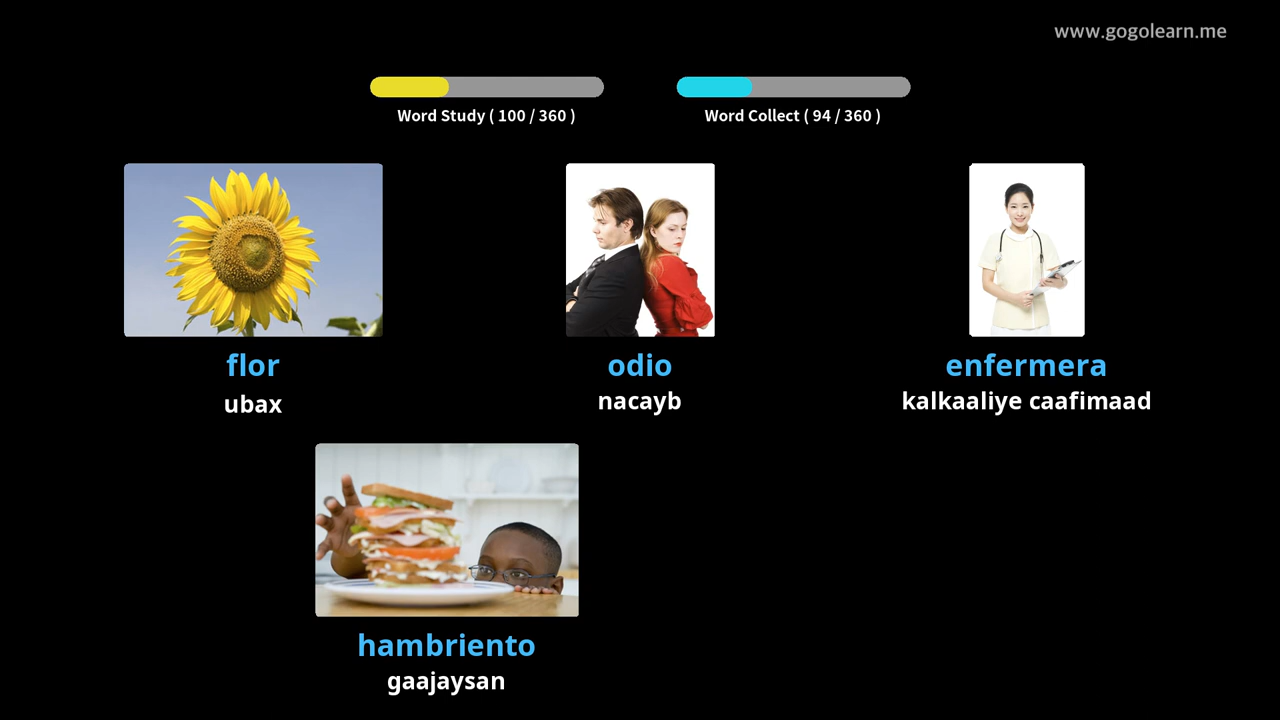 www.gogolearn.me
Word Study ( 100 / 360 )
Word Collect ( 94 / 360 )
flor
ubax
odio
nacayb
enfermera
kalkaaliye caafimaad
hambriento
gaajaysan